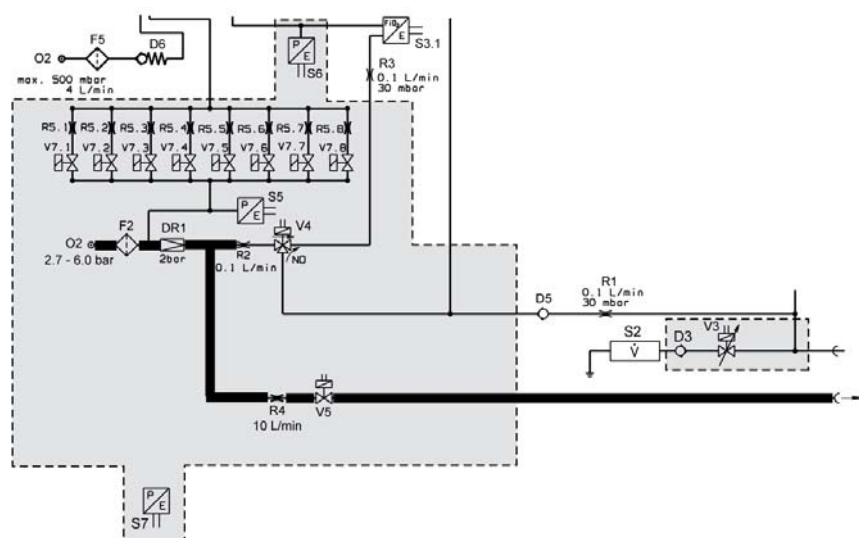 F5
D6
O2
max. 500 mbar
4 L/min
P
E
S6
FiO2
E
S3.1
R3
0.1 L/min
30 mbar
R5.1 R5.2 R5.3 R5.4 R5.5 R5.6 R5.7 R5.8
V7.1 V7.2 V7.3 V7.4 V7.5 V7.6 V7.7 V7.8
P
E
S5
F2
DR1
V4
O2
2bar
R2
NO
2.7 - 6.0 bar
0.1 L/min
D5
R1
0.1 L/min
30 mbar
S2
V
D3
V3
R4
V5
10 L/min
P
E
S7